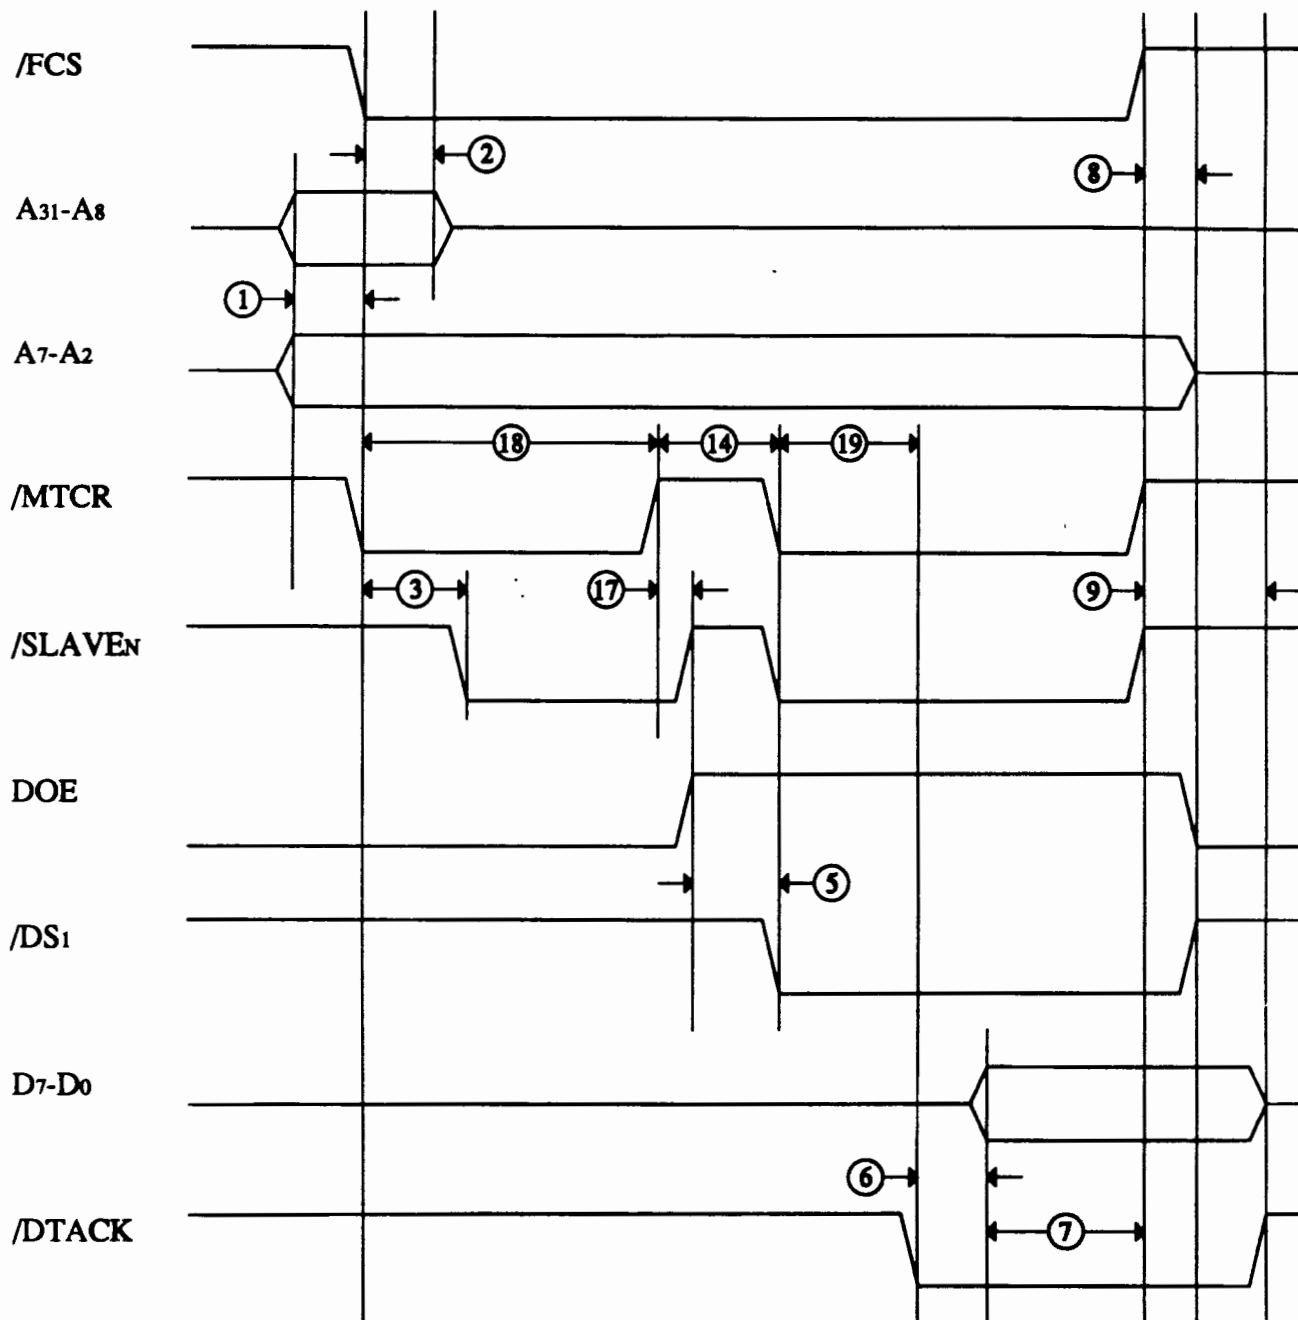 /FCS
②
⑧
A31-A8
①
A7-A2
⑱ ⑭ ⑲
/MTCR
③ ⑰ ⑨
/SLAVEN
DOE
⑤
/DS1
D7-D0
⑥
/DTACK
⑦